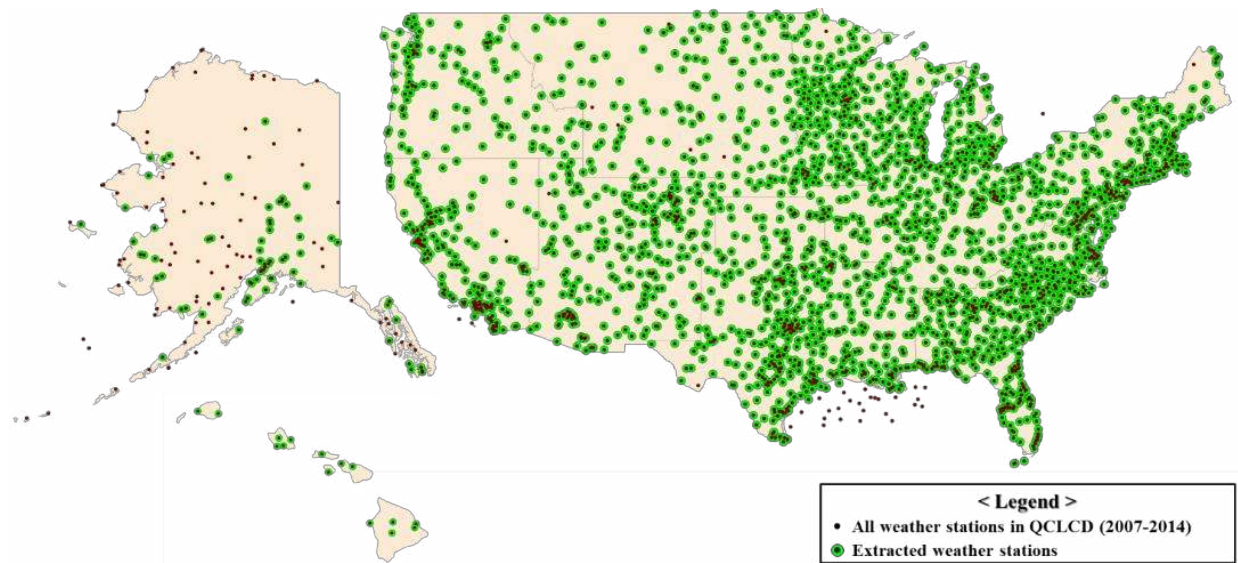 < Legend >
All weather stations in QCLCD (2007-2014)
Extracted weather stations